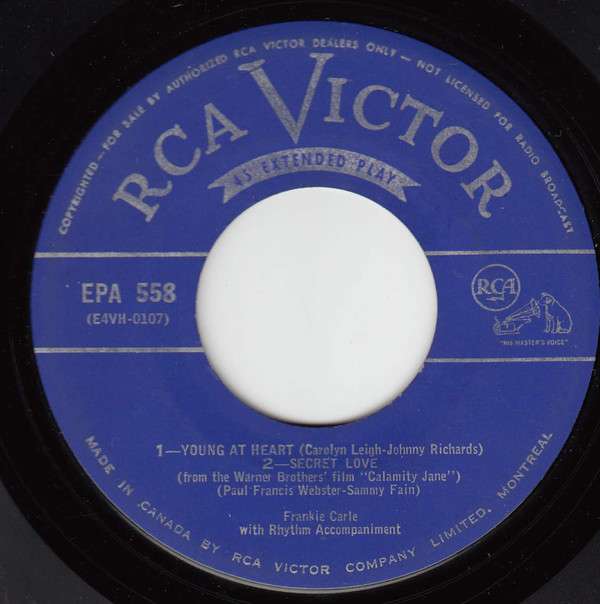 COPYRIGHTED—FOR SALE BY AUTHORIZED RCA VICTOR DEALERS ONLY — NOT LICENSED FOR RADIO BROADCAST
RCA VICTOR
45 EXTENDED PLAY
EPA 558
(E4VH-0107)
RCA
"HIS MASTER'S VOICE"
1—YOUNG AT HEART (Carolyn Leigh-Johnny Richards)
2—SECRET LOVE
(from the Warner Brothers' film "Calamity Jane")
(Paul Francis Webster-Sammy Fain)
Frankie Carle
with Rhythm Accompaniment
MADE IN CANADA BY RCA VICTOR COMPANY LIMITED, MONTREAL